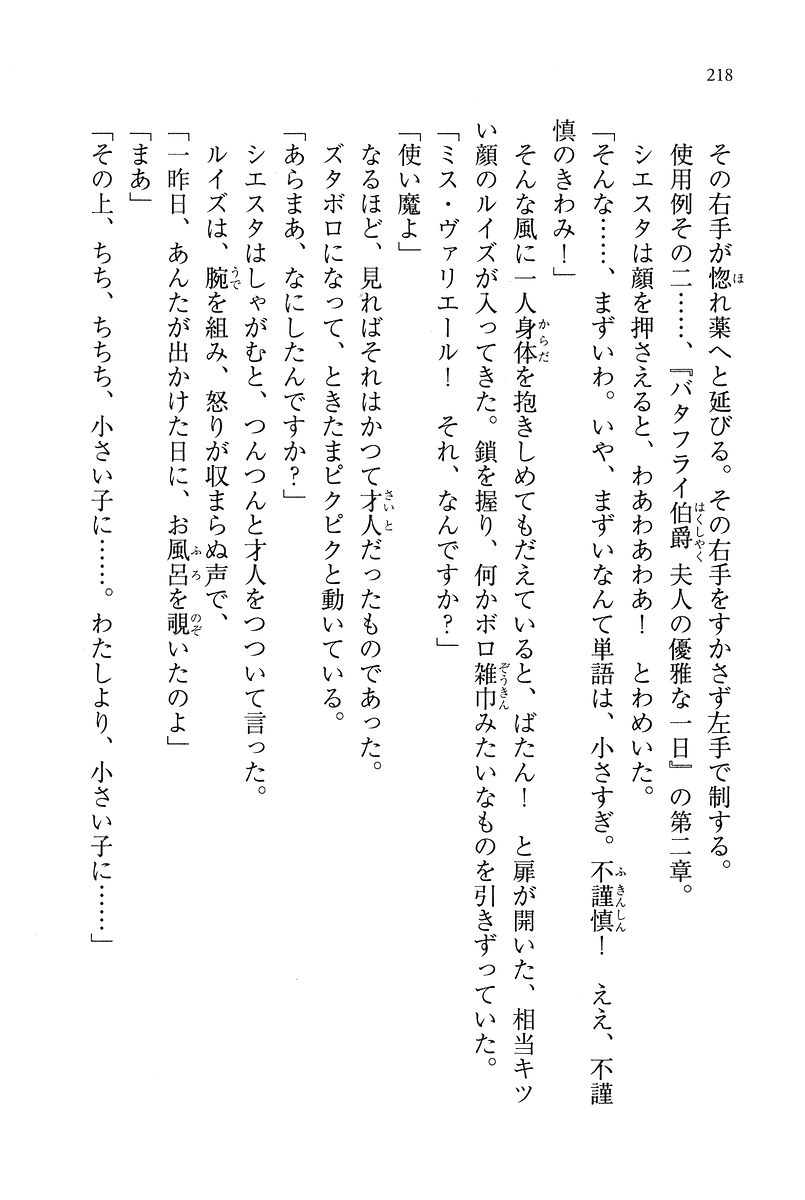 218
その右手が惚れ薬へと延びる。その右手をすかさず左手で制する。
使用例その二……、『バタフライ伯爵夫人の優雅な一日』の第二章。
シエスタは顔を押さえると、わあわあわあ！　とわめいた。
「そんな……、まずいわ。いや、まずいなんて単語は、小さすぎ。不謹慎！　ええ、不謹
慎のきわみ！」
そんな風に一人身体を抱きしめてもだえていると、ばたん！　と扉が開いた、相当キツ
い顔のルイズが入ってきた。鎖を握り、何かボロ雑巾みたいなものを引きずっていた。
「ミス・ヴァリエール！　それ、なんですか？」
「使い魔よ」
なるほど、見ればそれはかつて才人だったものであった。
ズタボロになって、ときたまピクピクと動いている。
「あらまあ、なにしたんですか？」
シエスタはしゃがむと、つんつんと才人をつついて言った。
ルイズは、腕を組み、怒りが収まらぬ声で、
「一昨日、あんたが出かけた日に、お風呂を覗いたのよ」
「まあ」
「その上、ちち、ちちち、小さい子に……。わたしより、小さい子に……」